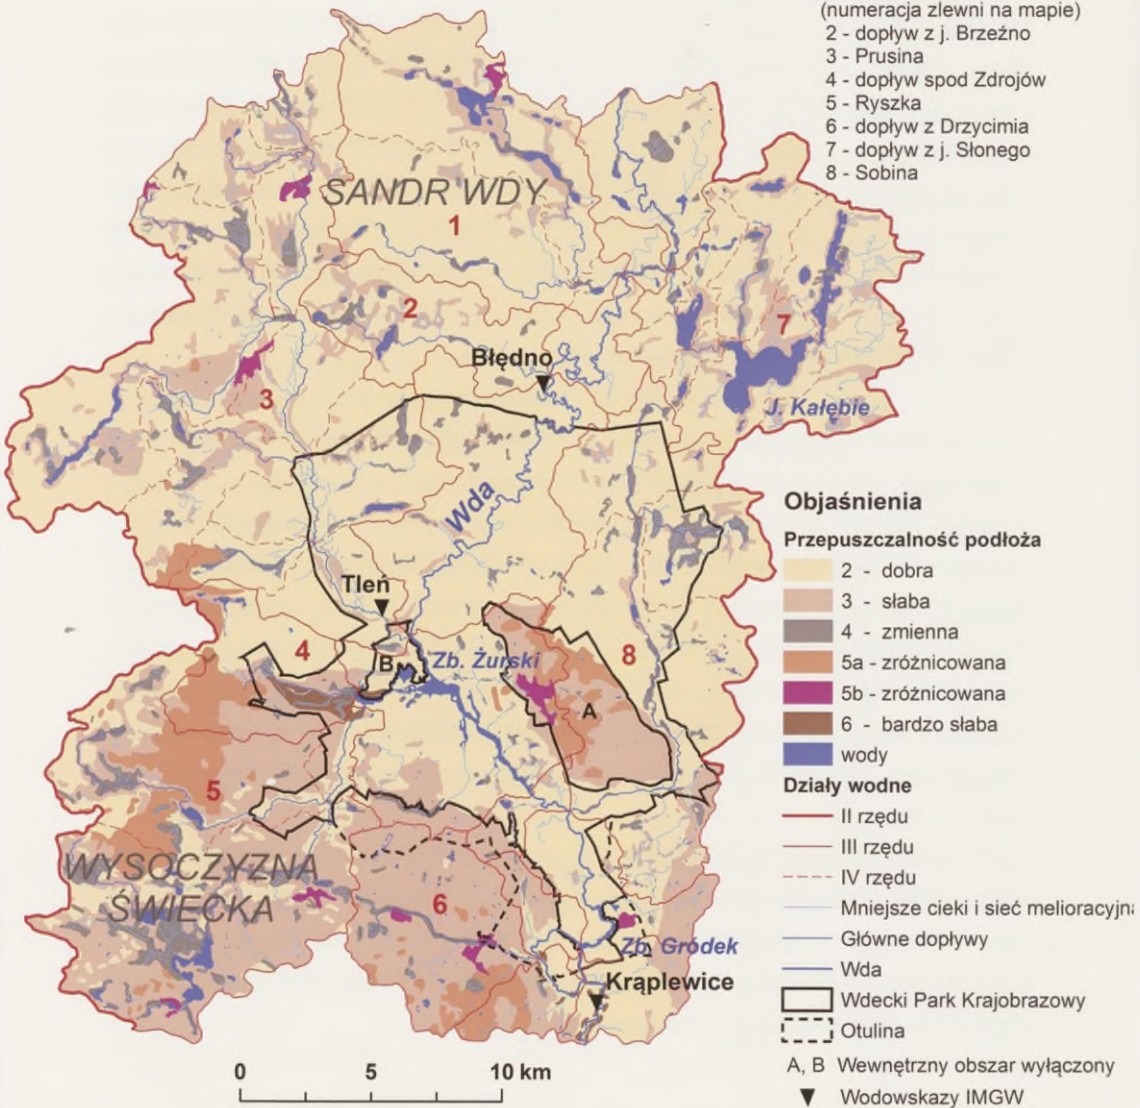 (numeracja zlewni na mapie)
2 - dopływ z j. Brzeźno
3 - Prusina
4 - dopływ spod Zdrojów
5 - Ryszka
6 - dopływ z Drzycimia
7 - dopływ z j. Słonego
8 - Sobina
SANDR WDY
1
2
7
Błędno
3
J. Kałębie
Wda
Tleń
4
B
Zb. Żurski
8
A
5
WYSOCZYZNA
ŚWIECKA
6
Zb. Gródek
Krąplewice
0 5 10 km
Objaśnienia
Przepuszczalność podłoża
2 - dobra
3 - słaba
4 - zmienna
5a - zróżnicowana
5b - zróżnicowana
6 - bardzo słaba
wody
Działy wodne
II rzędu
III rzędu
IV rzędu
Mniejsze cieki i sieć melioracyjna
Główne dopływy
Wda
Wdecki Park Krajobrazowy
Otulina
A, B Wewnętrzny obszar wyłączony
Wodowskazy IMGW